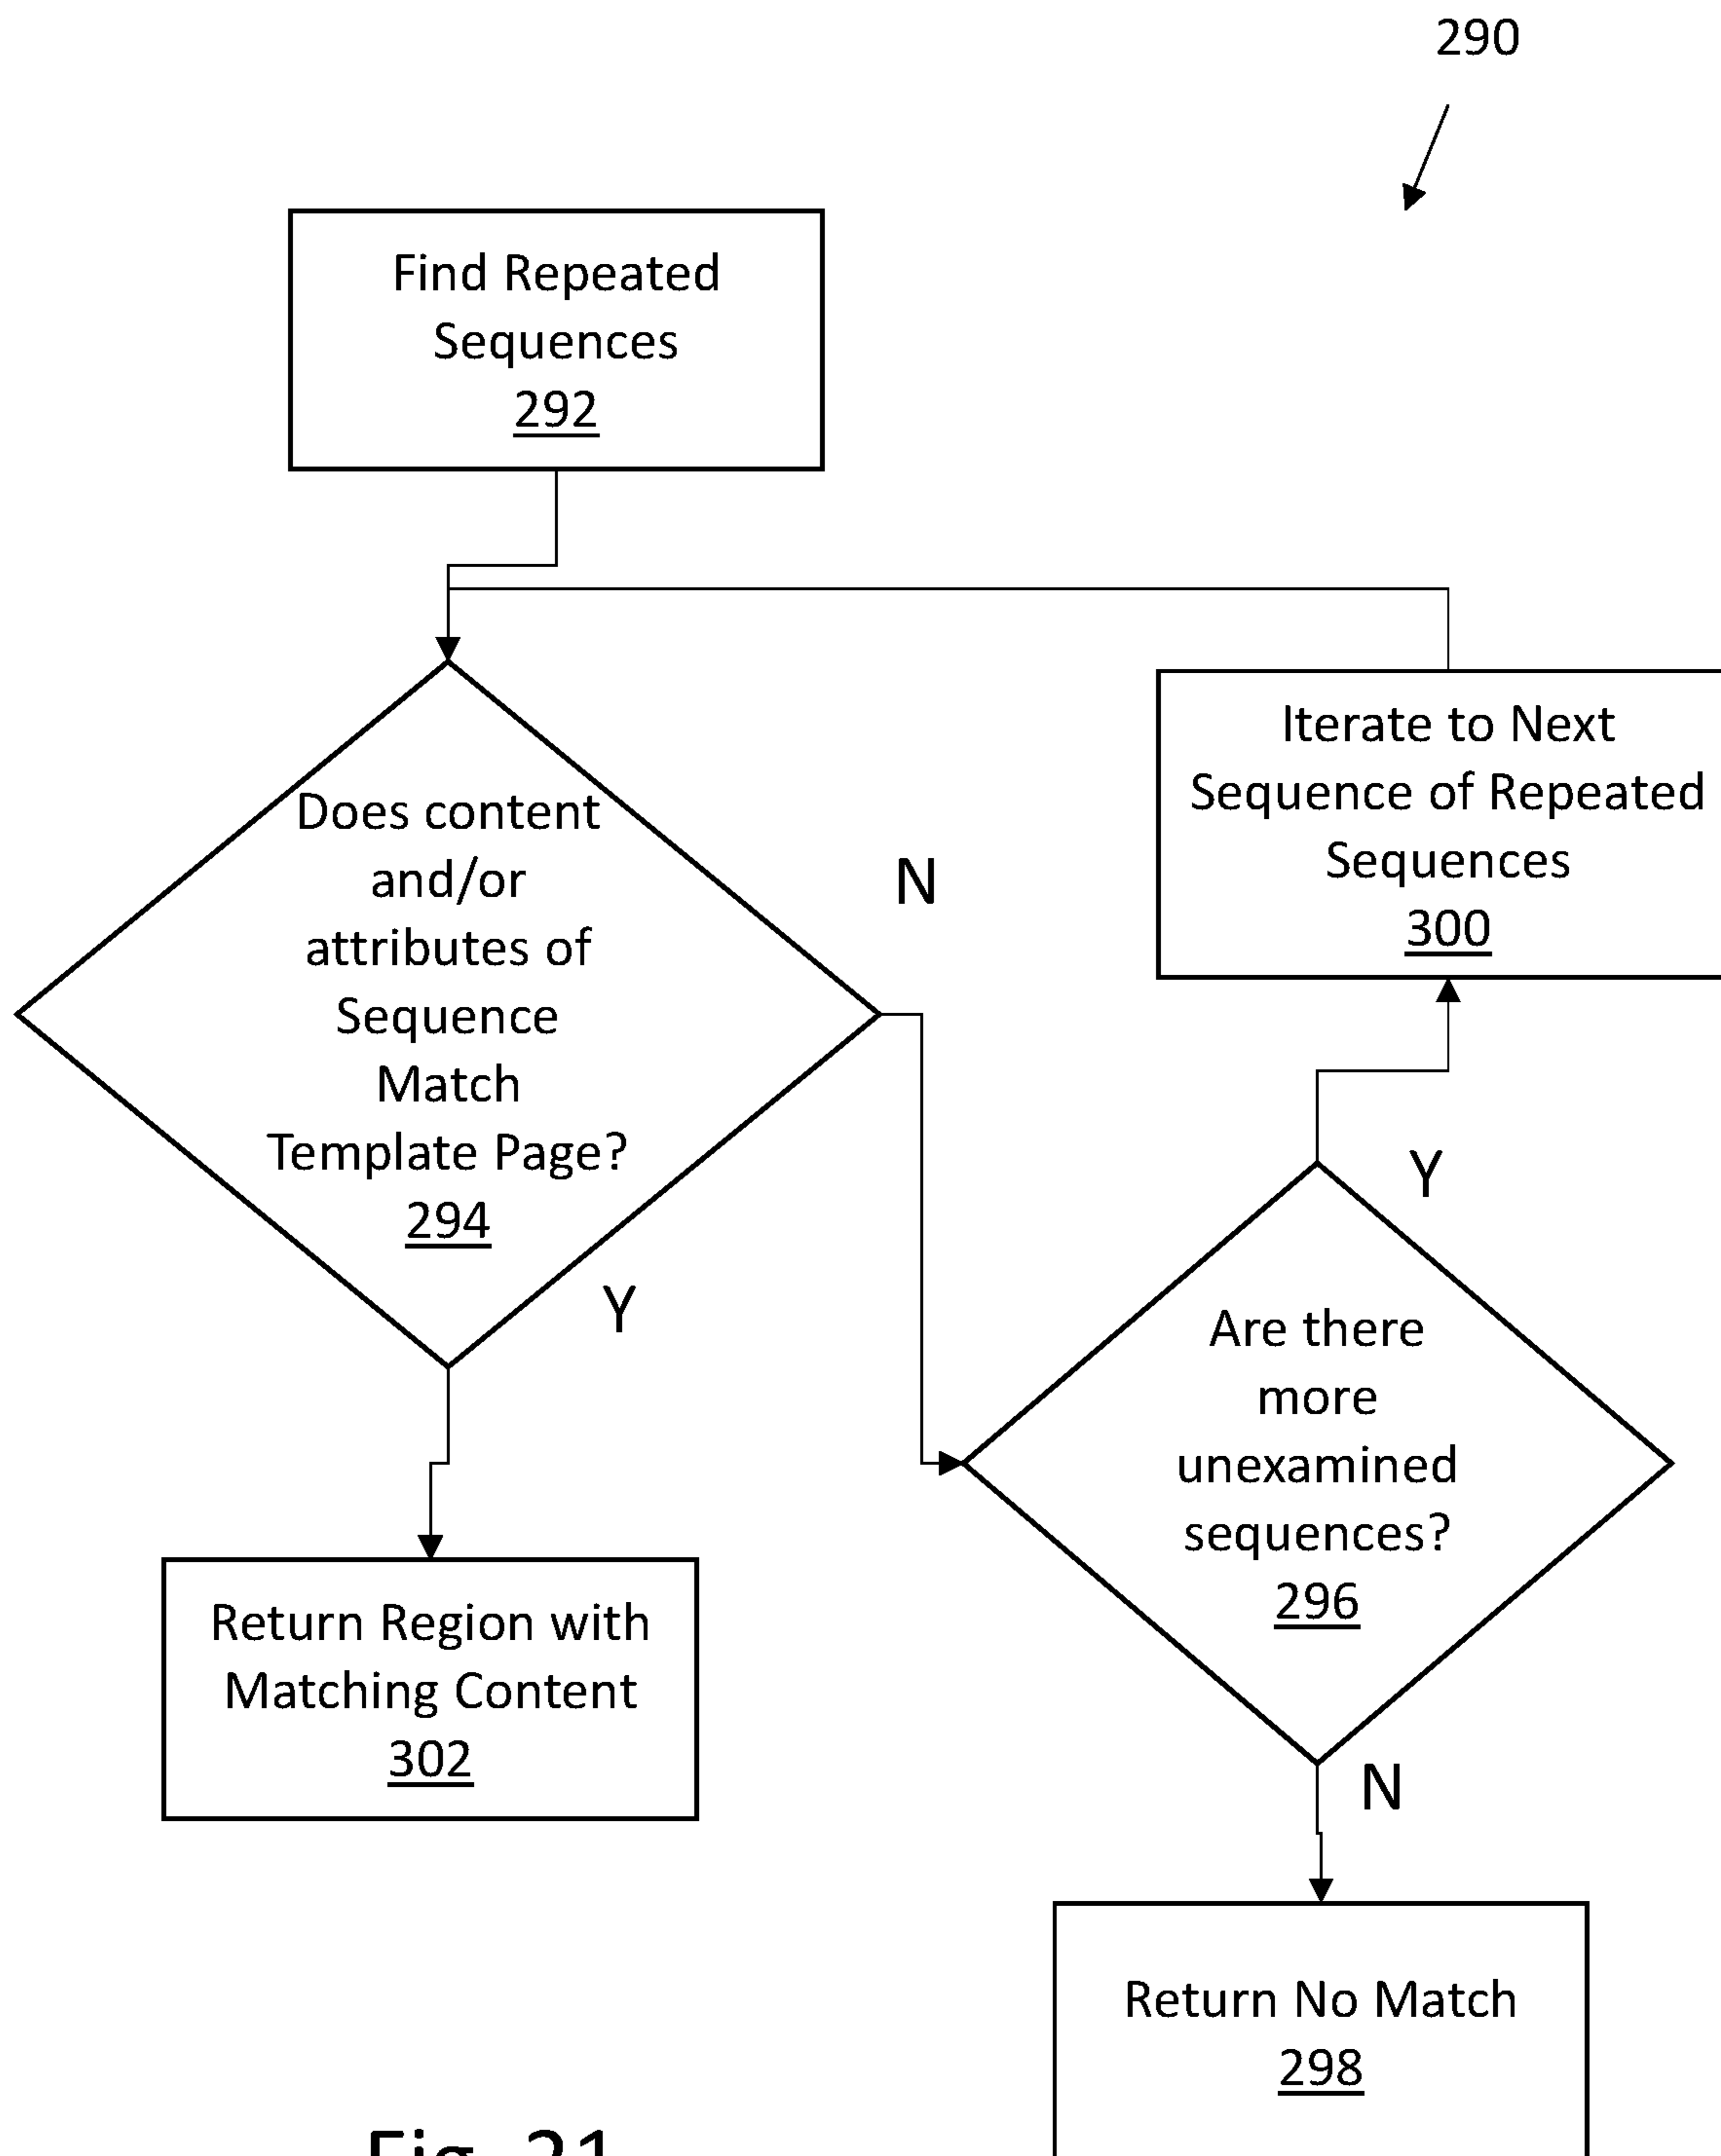 290
Find Repeated
Sequences
292
Does content
and/or
attributes of
Sequence
Match
Template Page?
294
N
Y
Iterate to Next
Sequence of Repeated
Sequences
300
Y
Are there
more
unexamined
sequences?
296
N
Return Region with
Matching Content
302
Return No Match
298
Fig. 21